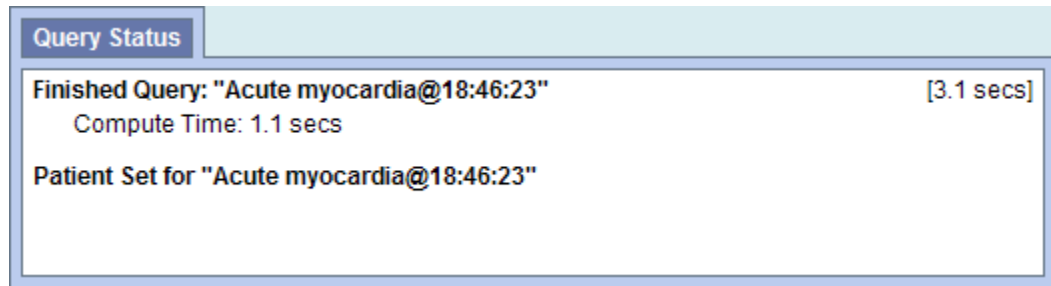 Query Status
Finished Query: "Acute myocardia@18:46:23" [3.1 secs]
Compute Time: 1.1 secs
Patient Set for "Acute myocardia@18:46:23"